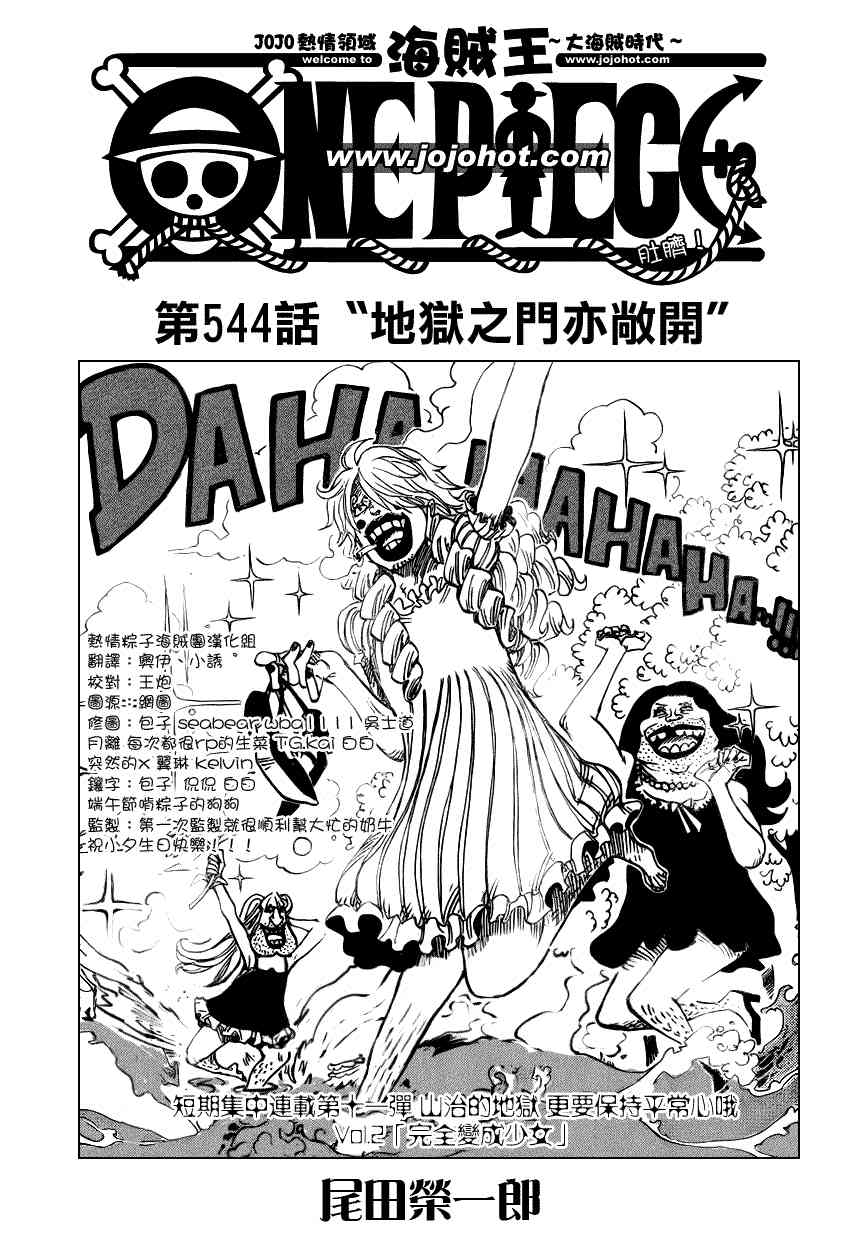 JOJO熱情領域 海賊王 ~大海賊時代~
welcome to www.jojohot.com
ONE PIECE
www.jojohot.com
肚臍!
第544話 〝地獄之門亦敞開”
DAHAHAHAHAHAHA..!!
熱情粽子海賊團漢化組
翻譯:奧伊、小誘
校對:王炮
圖源:網圖
修圖:包子 seabear wba1111 吳士道
月離 每次都很rp的生菜 TG.kai 白白
突然的x 翼琳 Kelvin
鑲字:包子 侃侃 白白
端午節啃粽子的狗狗
監製:第一次監製就很順利幫大忙的奶牛
祝小夕生日快樂!!!
短期集中連載第十一彈 山治的地獄 更要保持平常心哦
Vol.2「完全變成少女」
尾田榮一郎